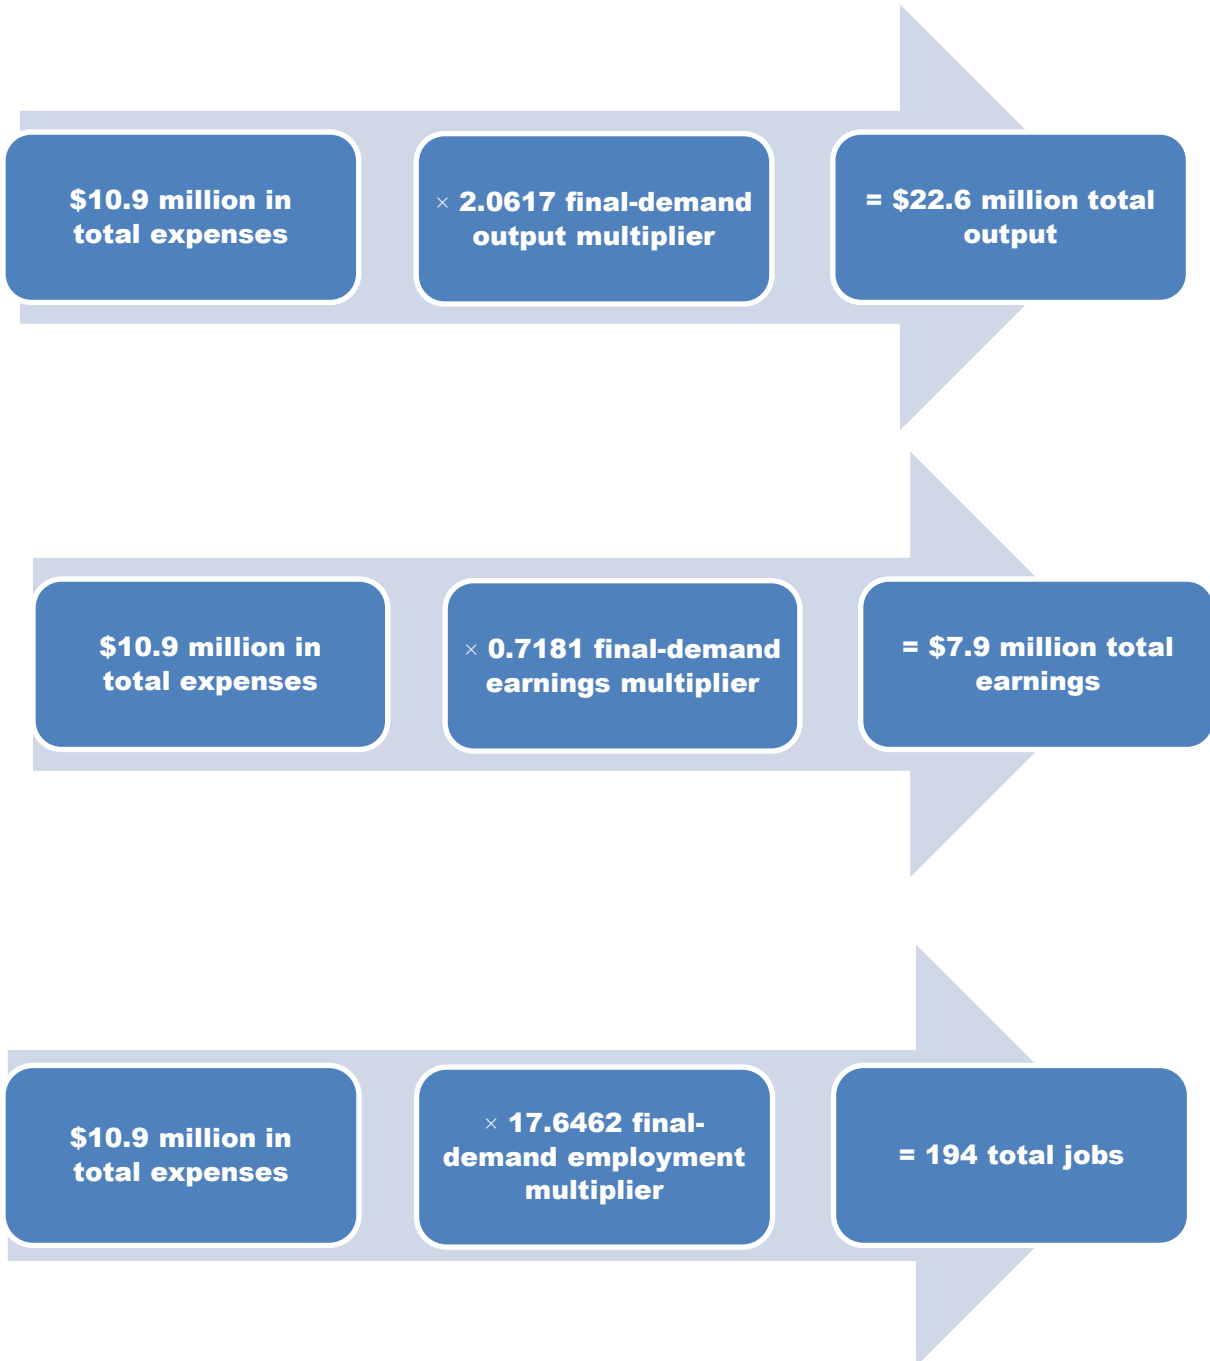 $10.9 million in
total expenses
× 2.0617 final-demand
output multiplier
= $22.6 million total
output
$10.9 million in
total expenses
× 0.7181 final-demand
earnings multiplier
= $7.9 million total
earnings
$10.9 million in
total expenses
× 17.6462 final-
demand employment
multiplier
= 194 total jobs